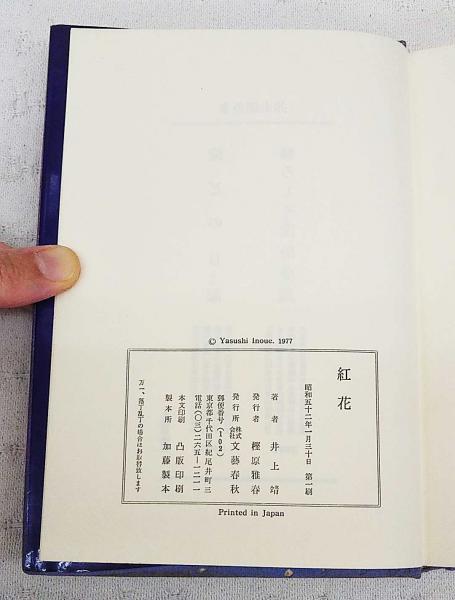 © Yasushi Inoue. 1977
紅花
昭和五十二年一月三十日 第一刷
著者 井上靖
発行者 樫原雅春
発行所 株式会社 文藝春秋
郵便番号(102)
東京都千代田区紀尾井町三
電話(〇三)二六五―一二一一
本文印刷 凸版印刷
製本所 加藤製本
万一、落丁・乱丁の場合はお取替致します
Printed in Japan